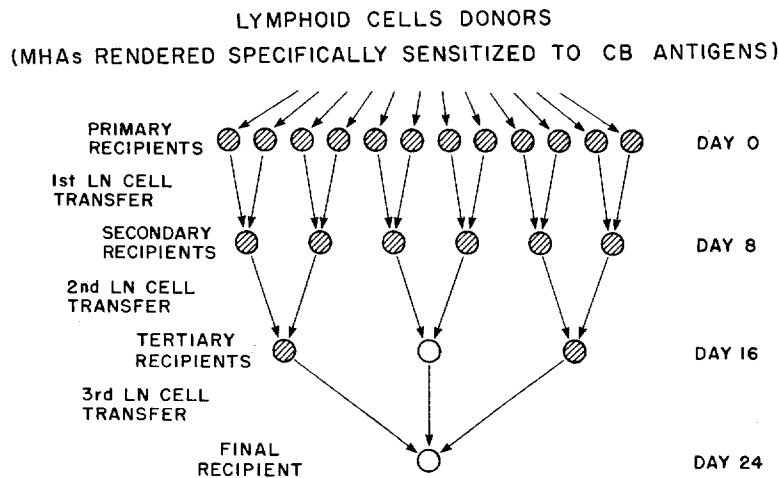 LYMPHOID CELLS DONORS
(MHAs RENDERED SPECIFICALLY SENSITIZED TO CB ANTIGENS)
PRIMARY
RECIPIENTS
DAY 0
1st LN CELL
TRANSFER
SECONDARY
RECIPIENTS
DAY 8
2nd LN CELL
TRANSFER
TERTIARY
RECIPIENTS
DAY 16
3rd LN CELL
TRANSFER
FINAL
RECIPIENT
DAY 24